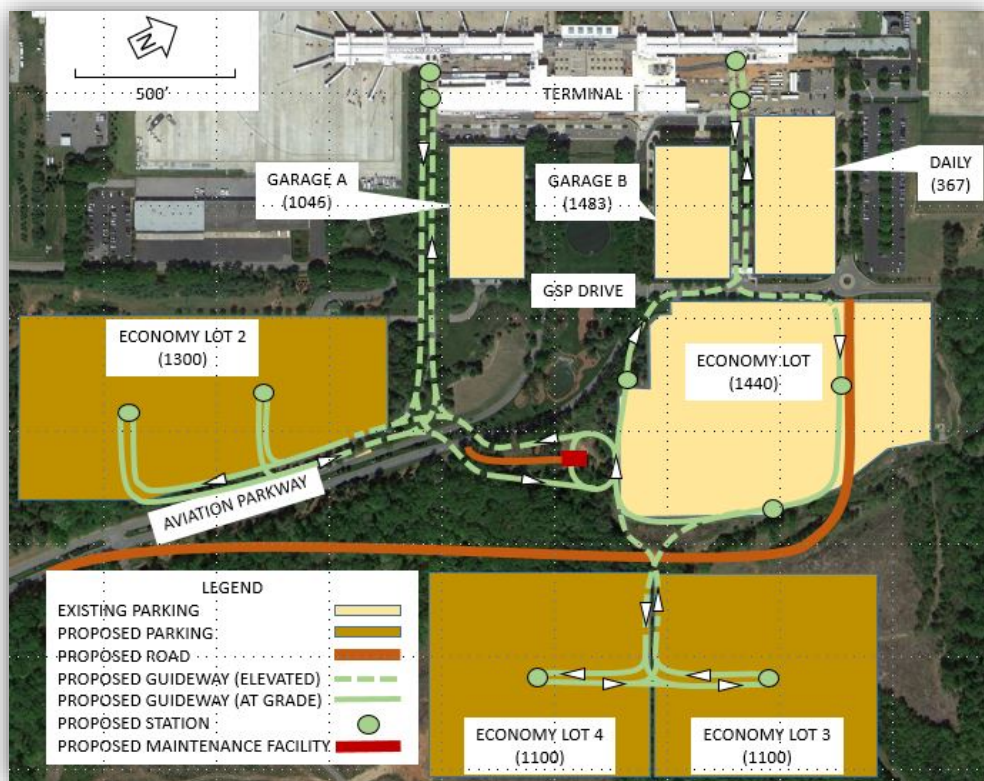 N
500'
TERMINAL
GARAGE A
(1046)
GARAGE B
(1483)
DAILY
(367)
GSP DRIVE
ECONOMY LOT 2
(1300)
ECONOMY LOT
(1440)
AVIATION PARKWAY
LEGEND
EXISTING PARKING
PROPOSED PARKING
PROPOSED ROAD
PROPOSED GUIDEWAY (ELEVATED)
PROPOSED GUIDEWAY (AT GRADE)
PROPOSED STATION
PROPOSED MAINTENANCE FACILITY
ECONOMY LOT 4
(1100)
ECONOMY LOT 3
(1100)